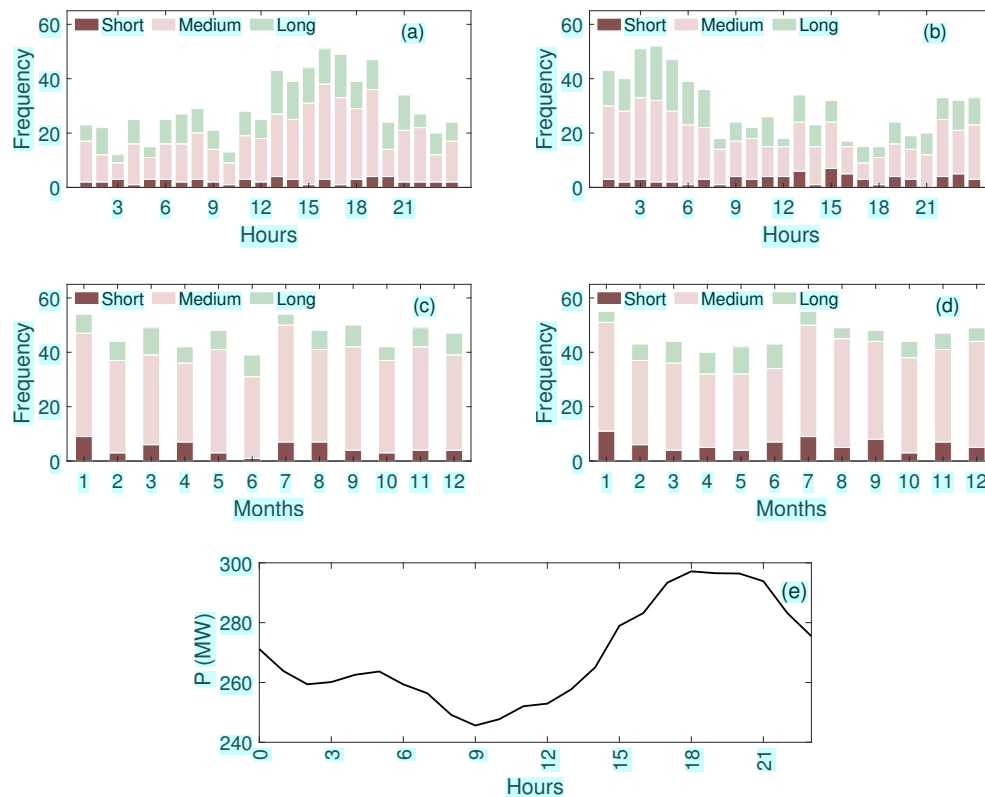 60 Short Medium Long (a)
40
20
0
Frequency
3 6 9 12 15 18 21
Hours
60 Short Medium Long (b)
40
20
0
Frequency
3 6 9 12 15 18 21
Hours
60 Short Medium Long (c)
40
20
0
Frequency
1 2 3 4 5 6 7 8 9 10 11 12
Months
60 Short Medium Long (d)
40
20
0
Frequency
1 2 3 4 5 6 7 8 9 10 11 12
Months
300
280
260
240
P (MW)
(e)
0 3 6 9 12 15 18 21
Hours